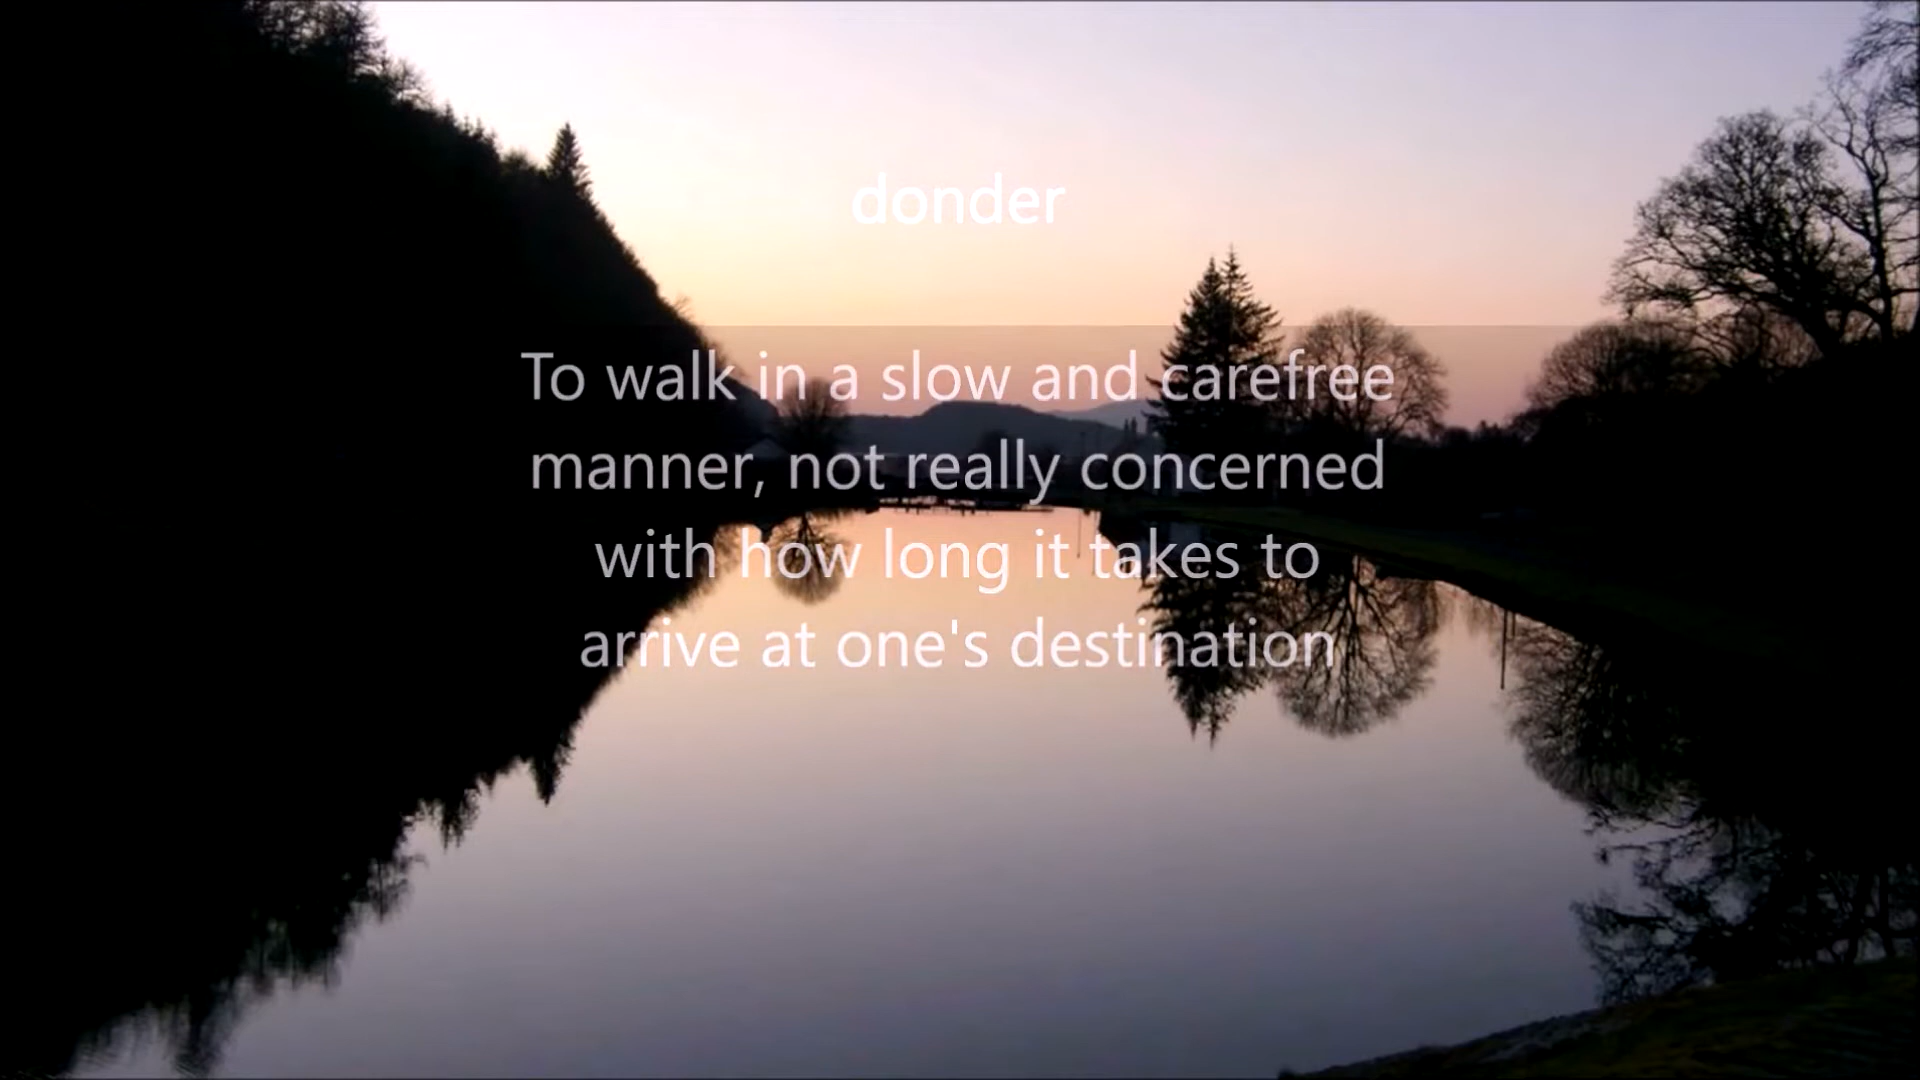 donder
To walk in a slow and carefree
manner, not really concerned
with how long it takes to
arrive at one's destination